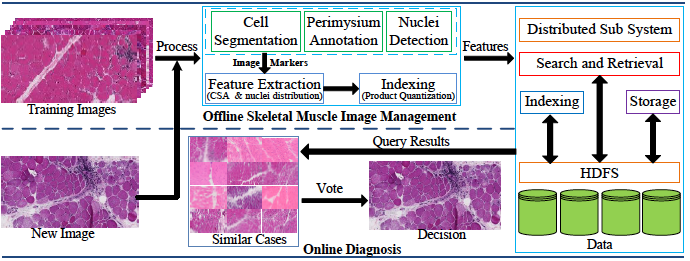 Training Images
Process
Cell
Segmentation
Perimysium
Annotation
Nuclei
Detection
Image Markers
Feature Extraction
(CSA & nuclei distribution)
Indexing
(Product Quantization)
Offline Skeletal Muscle Image Management
Features
Distributed Sub System
Search and Retrieval
Indexing
Storage
HDFS
Data
New Image
Query Results
Similar Cases
Vote
Decision
Online Diagnosis